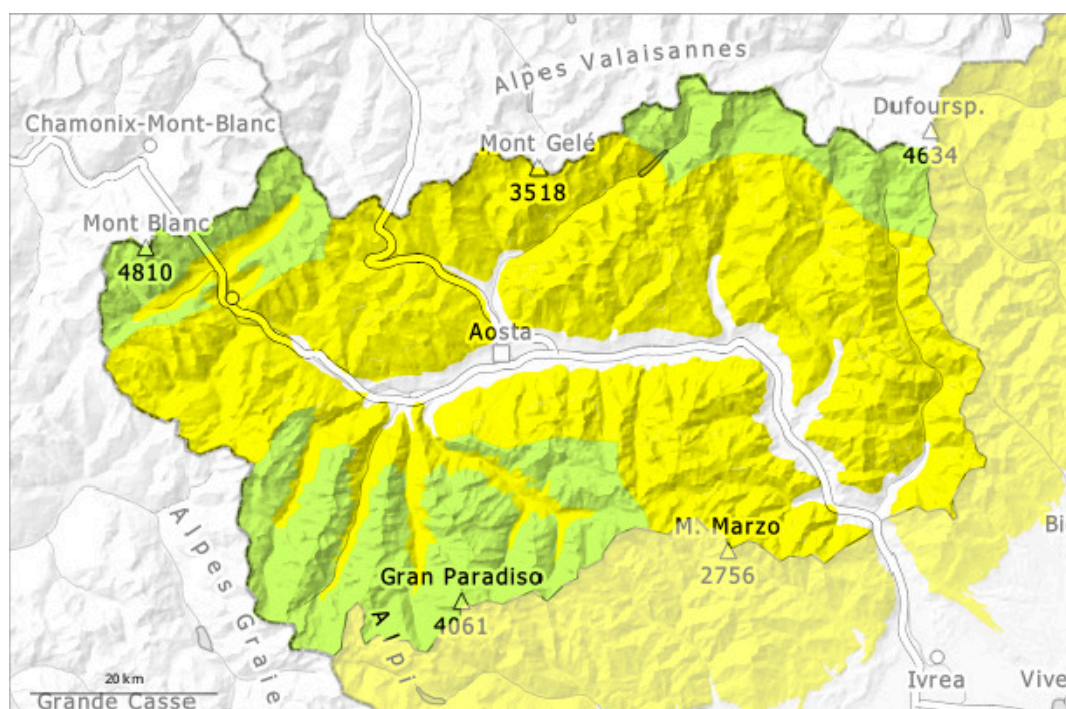 Alpes Valaisannes
Dufoursp.
4634
Chamonix-Mont-Blanc
Mont Gelé
3518
Mont Blanc
4810
Aosta
M. Marzo
2756
Gran Paradiso
4061
Alpes Graie
Alpi
20 km
Grande Casse
Ivrea
Vive
Bi